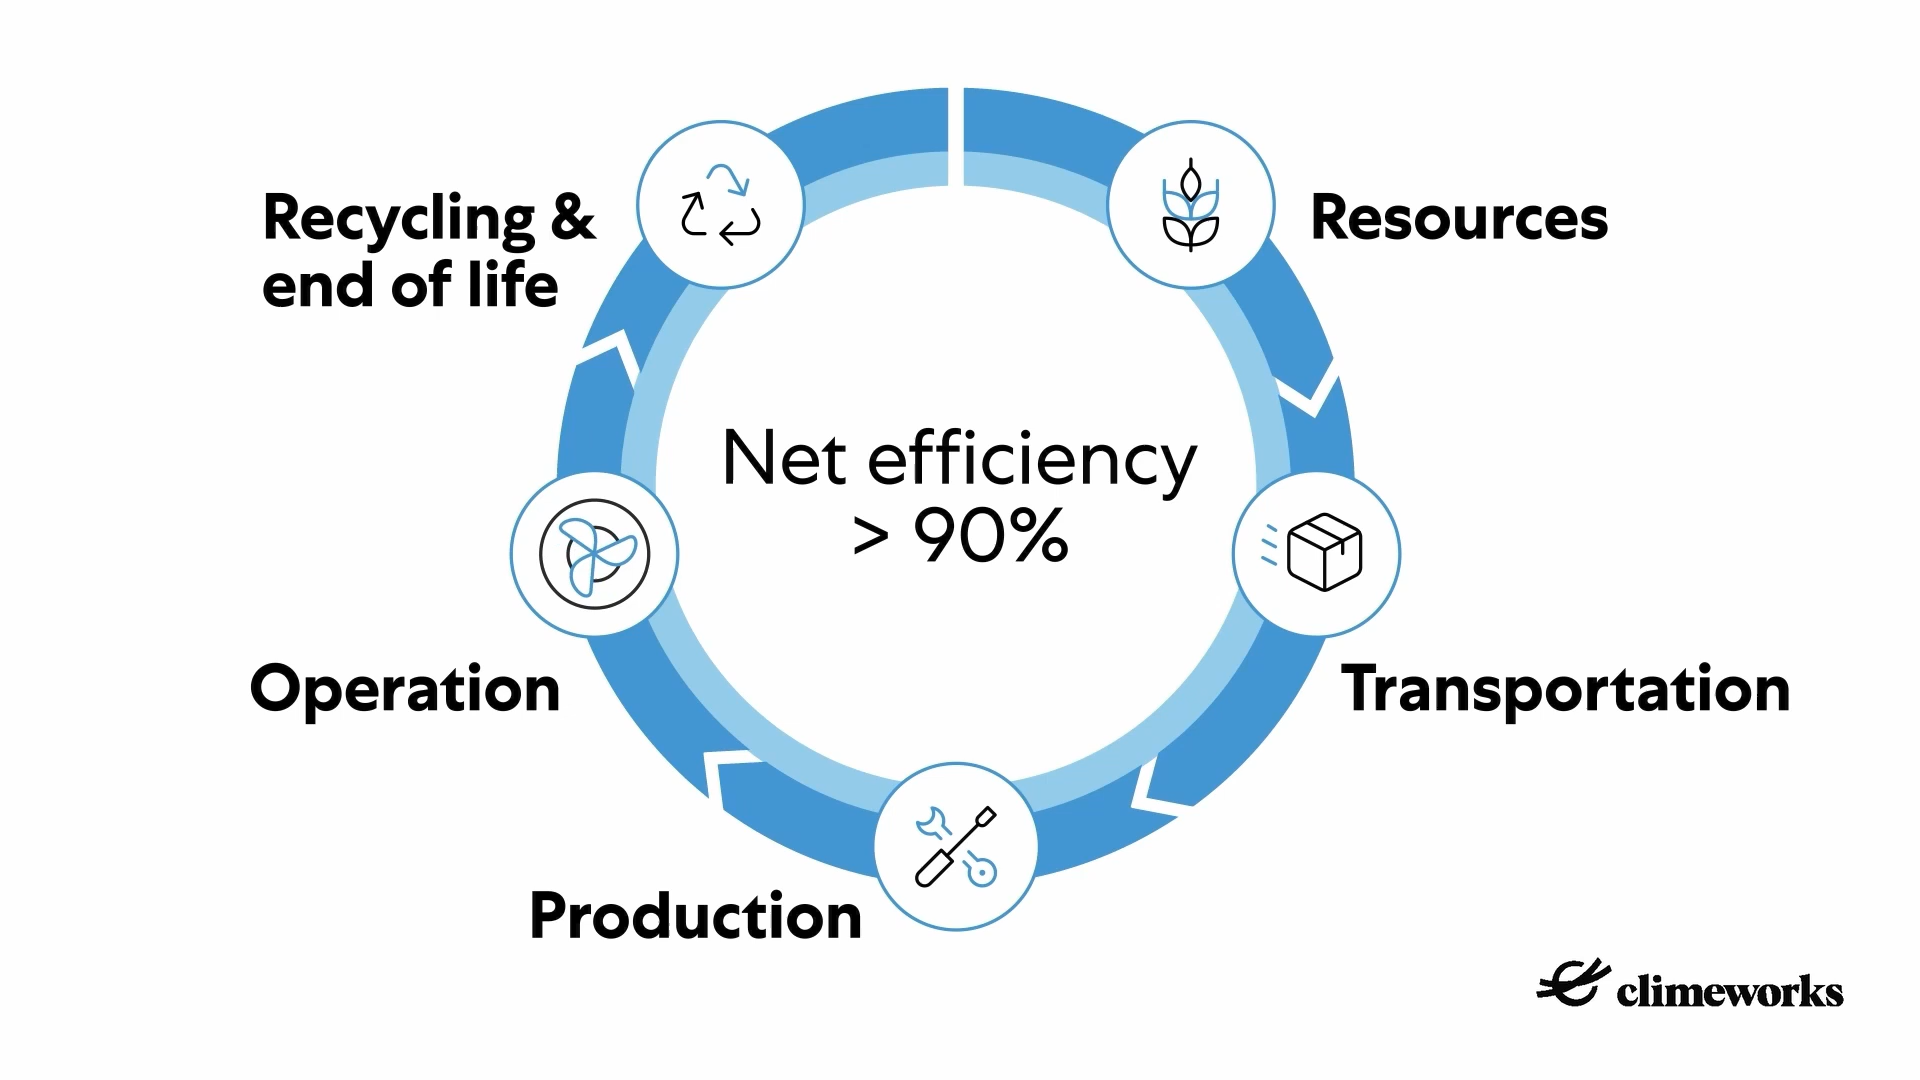 Recycling &
end of life
Resources
Net efficiency
> 90%
Operation
Transportation
Production
climeworks